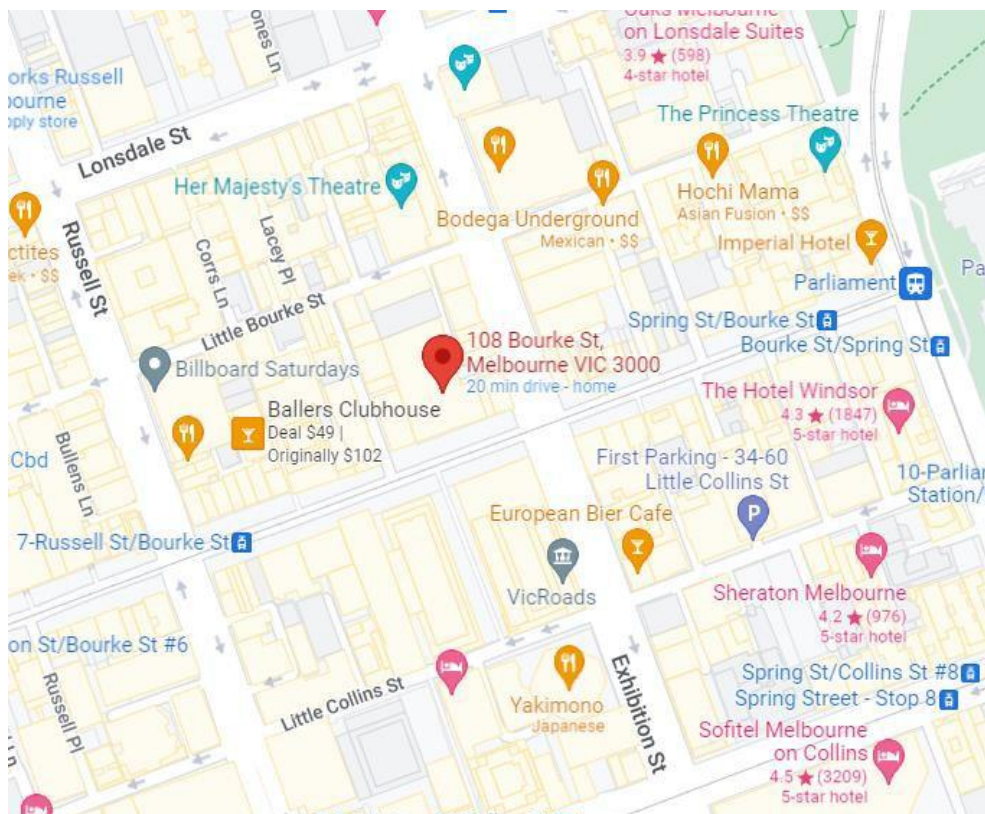 Oaks Melbourne
on Lonsdale Suites
3.9 ★ (598)
4-star hotel
ones Ln
orks Russell
bourne
pply store
The Princess Theatre
Lonsdale St
Her Majesty's Theatre
Hochi Mama
Asian Fusion · $$
Bodega Underground
Mexican · $$
Imperial Hotel
ctites
ek · $$
Russell St
Corrs Ln
Lacey Pl
Parliament
Pa
Little Bourke St
Spring St/Bourke St
Bourke St/Spring St
108 Bourke St,
Melbourne VIC 3000
20 min drive - home
Billboard Saturdays
The Hotel Windsor
4.3 ★ (1847)
5-star hotel
Ballers Clubhouse
Deal $49 |
Originally $102
Cbd
Bullens Ln
First Parking - 34-60
Little Collins St
P
10-Parlia
Station/
European Bier Cafe
7-Russell St/Bourke St
VicRoads
Sheraton Melbourne
4.2 ★ (976)
5-star hotel
on St/Bourke St #6
Russell Pl
Little Collins St
Yakimono
Japanese
Exhibition St
Spring St/Collins St #8
Spring Street - Stop 8
Sofitel Melbourne
on Collins
4.5 ★ (3209)
5-star hotel